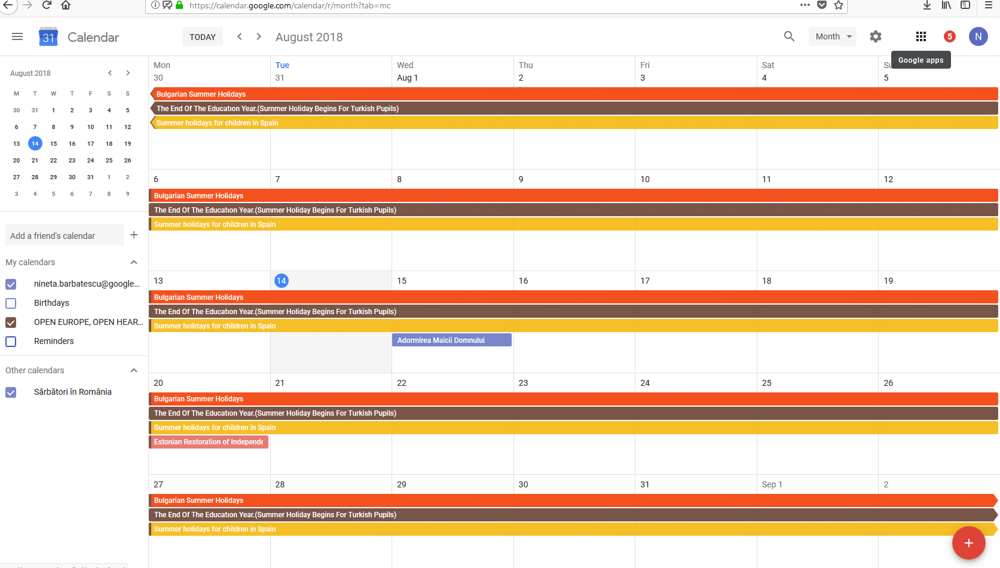 https://calendar.google.com/calendar/r/month?tab=mc
31 Calendar TODAY August 2018 Month 5 N
Google apps
August 2018
M T W T F S S
30 31 1 2 3 4 5
6 7 8 9 10 11 12
13 14 15 16 17 18 19
20 21 22 23 24 25 26
27 28 29 30 31 1 2
3 4 5 6 7 8 9
Add a friend's calendar
My calendars
nineta.barbatescu@google...
Birthdays
OPEN EUROPE, OPEN HEAR...
Reminders
Other calendars
Sărbători în România
Mon Tue Wed Thu Fri Sat Su
30 31 Aug 1 2 3 4 5
Bulgarian Summer Holidays
The End Of The Educatıon Year.(Summer Holiday Begins For Turkish Pupils)
Summer holidays for children in Spain
6 7 8 9 10 11 12
Bulgarian Summer Holidays
The End Of The Educatıon Year.(Summer Holiday Begins For Turkish Pupils)
Summer holidays for children in Spain
13 14 15 16 17 18 19
Bulgarian Summer Holidays
The End Of The Educatıon Year.(Summer Holiday Begins For Turkish Pupils)
Summer holidays for children in Spain
Adormirea Maicii Domnului
20 21 22 23 24 25 26
Bulgarian Summer Holidays
The End Of The Educatıon Year.(Summer Holiday Begins For Turkish Pupils)
Summer holidays for children in Spain
Estonian Restoration of Independe
27 28 29 30 31 Sep 1 2
Bulgarian Summer Holidays
The End Of The Educatıon Year.(Summer Holiday Begins For Turkish Pupils)
Summer holidays for children in Spain